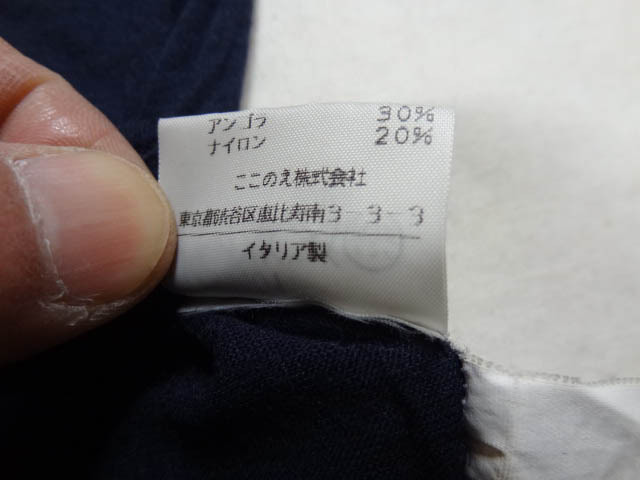 アンゴラ 30%
ナイロン 20%
ここのえ株式会社
東京都渋谷区恵比寿南3-3-3
イタリア製